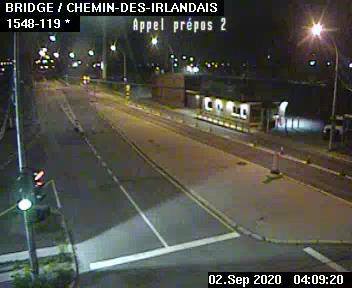 BRIDGE / CHEMIN-DES-IRLANDAIS
1548-119 *
Appel prépos 2
02.Sep 2020 04:09:20